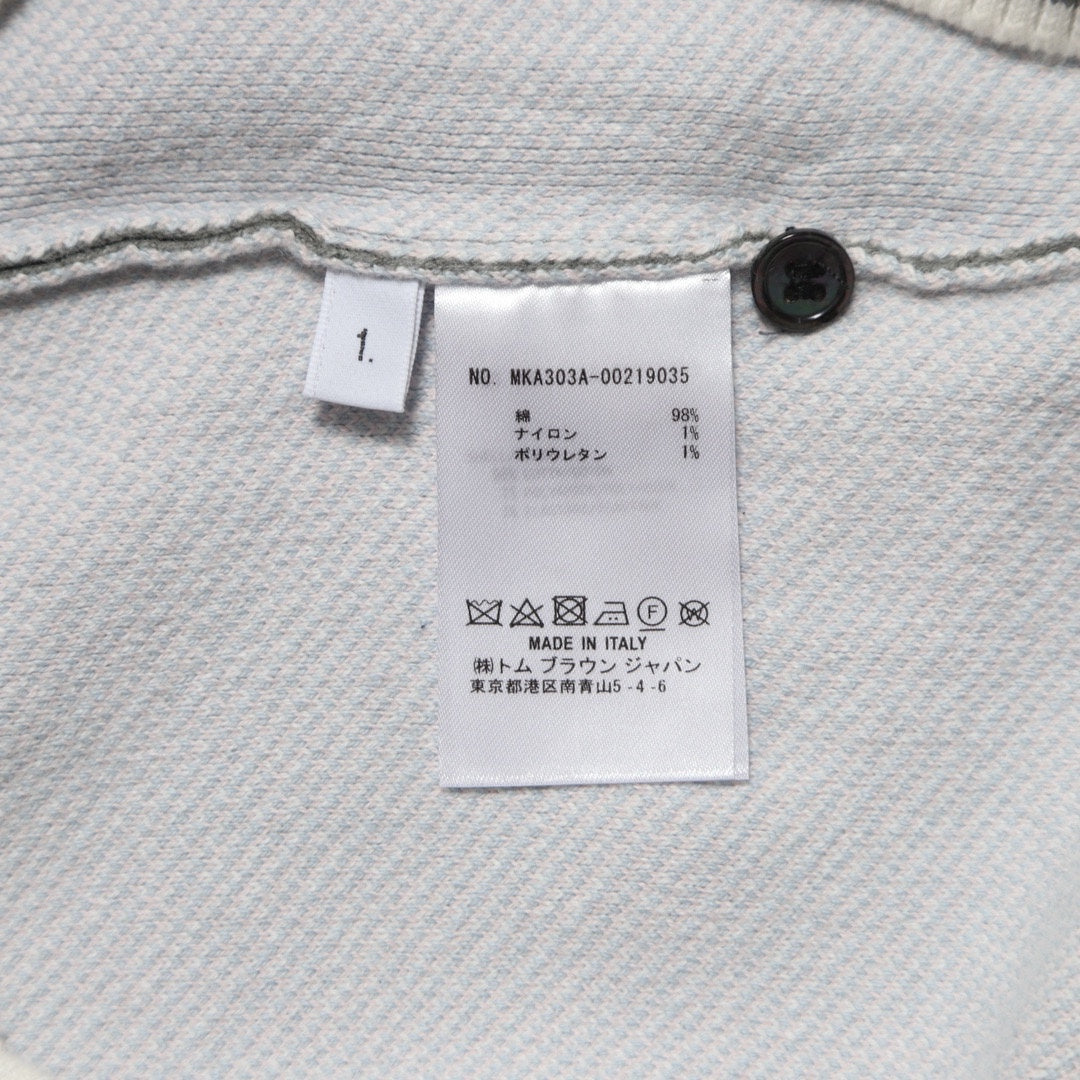 1.
NO. MKA303A-00219035
綿 98%
ナイロン 1%
ポリウレタン 1%
F
W
MADE IN ITALY
㈱トム ブラウン ジャパン
東京都港区南青山5-4-6